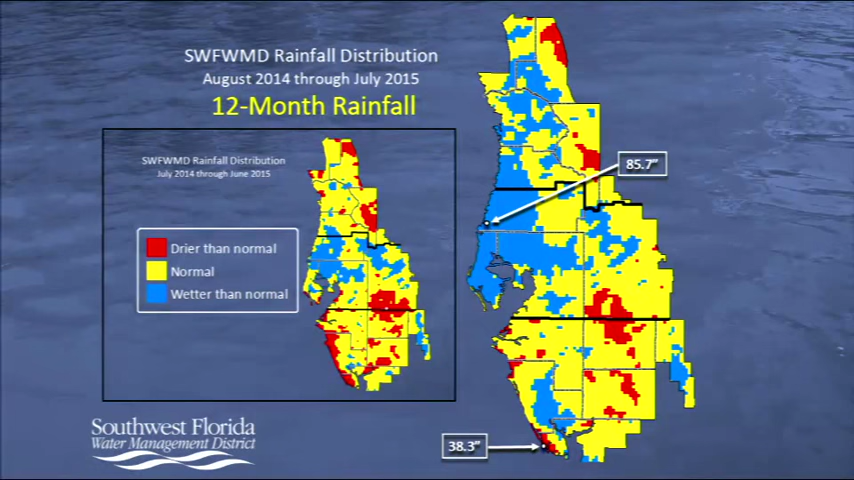 SWFWMD Rainfall Distribution
August 2014 through July 2015
12-Month Rainfall
SWFWMD Rainfall Distribution
July 2014 through June 2015
Drier than normal
Normal
Wetter than normal
85.7"
38.3"
Southwest Florida
Water Management District